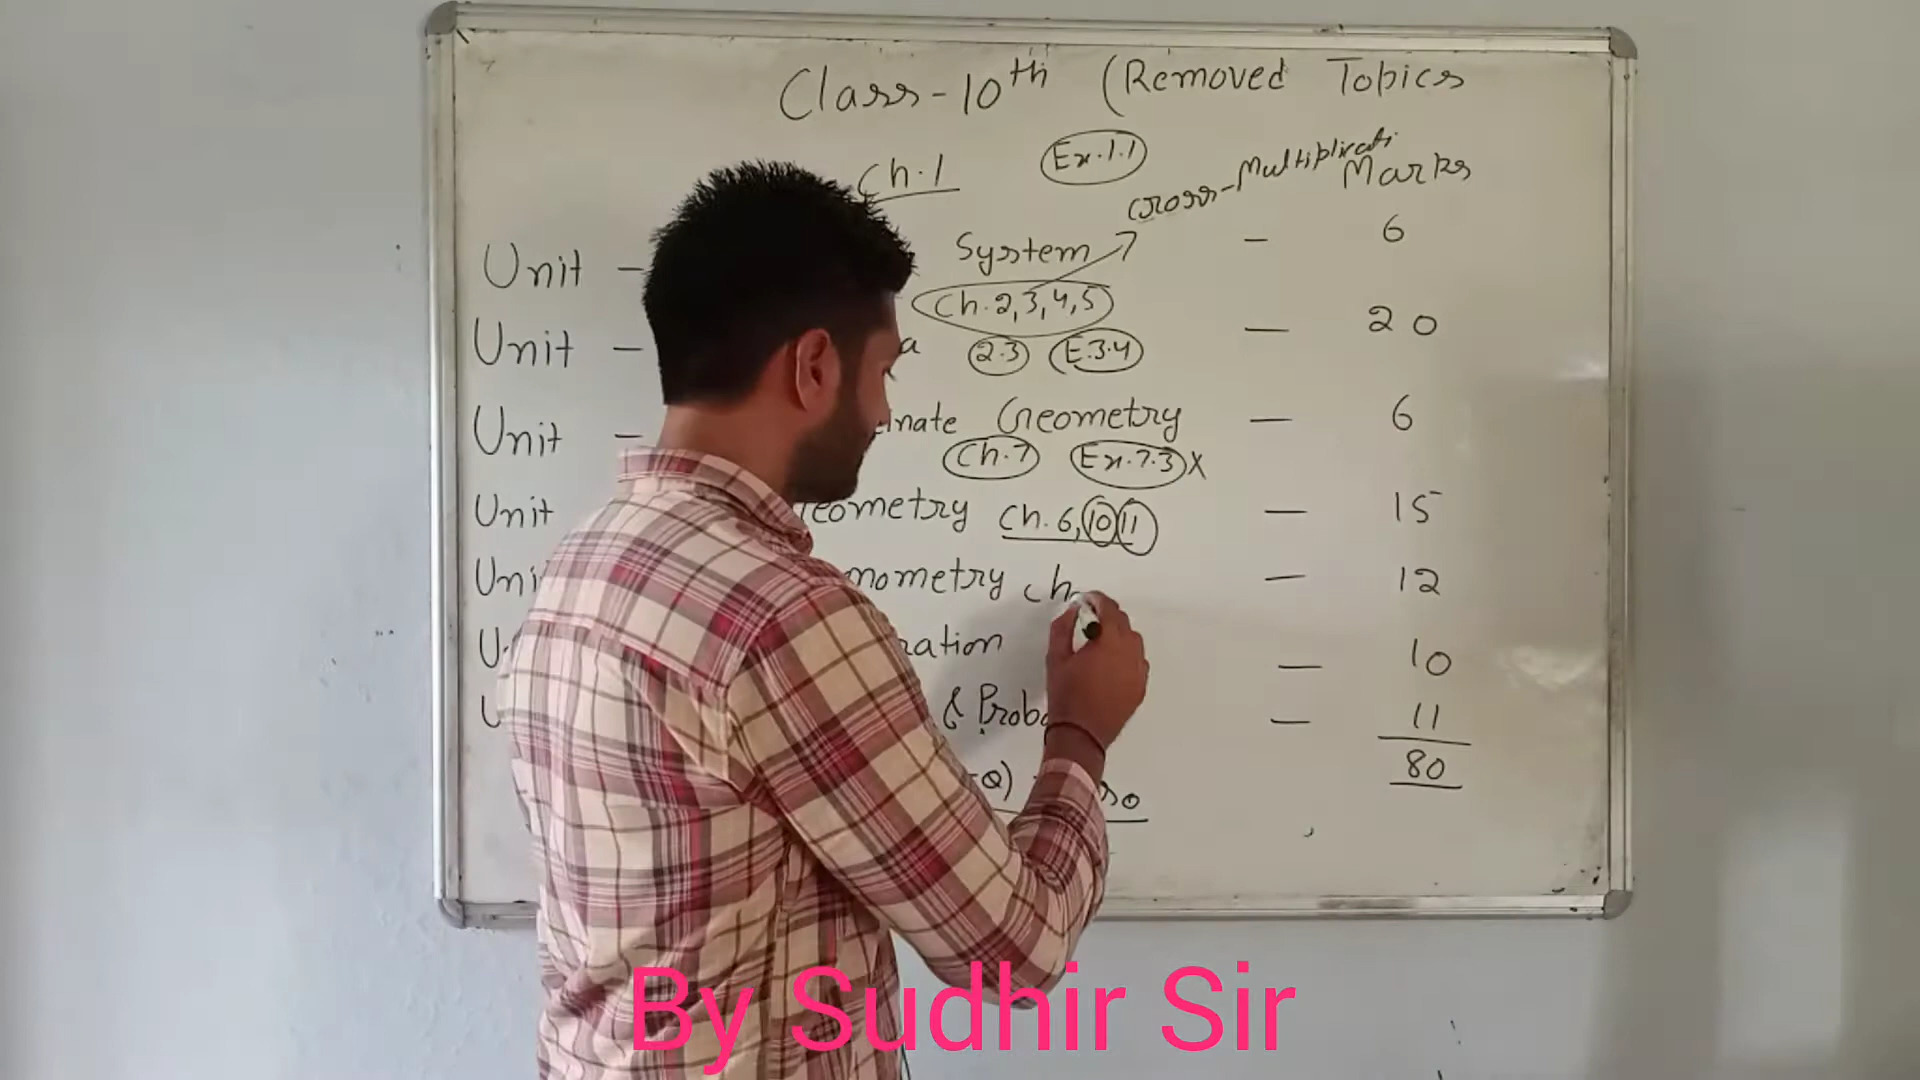 Class-10th (Removed Topics
Ch.1 Ex.1.1
Cross-Multiplicati
Marks
Unit - System - 6
Ch.2,3,4,5
Unit - a - 20
2.3 E.3.4
Unit - inate Geometry - 6
Ch.7 Ex.7.3 X
Unit eometry Ch.6,10 11 - 15
Uni nometry Ch. - 12
U ration - 10
U & Proba - 11
80
Q) 20
By Sudhir Sir